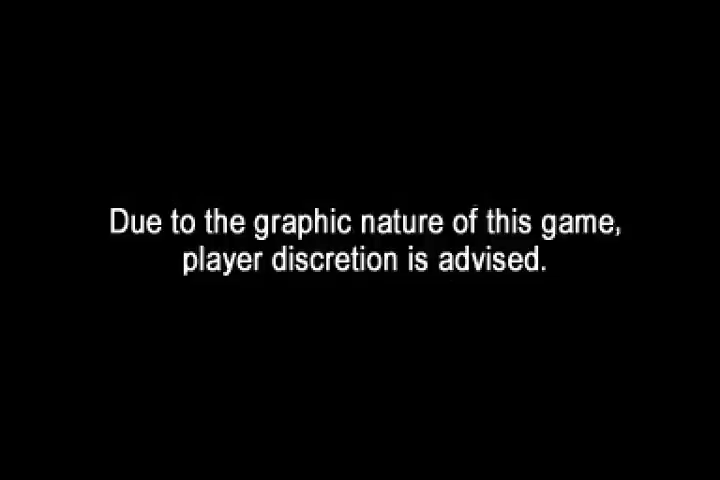 Due to the graphic nature of this game,
player discretion is advised.